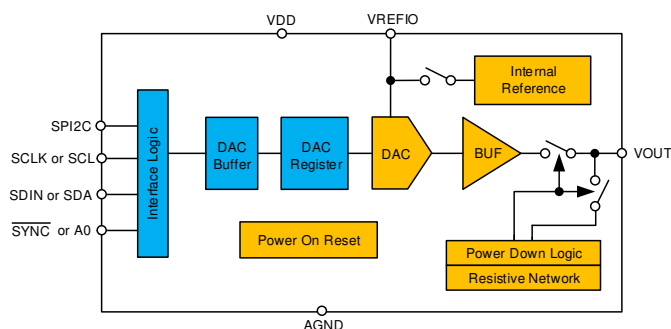 VDD
VREFIO
Internal
Reference
SPI2C
SCLK or SCL
SDIN or SDA
SYNC or A0
Interface Logic
DAC
Buffer
DAC
Register
DAC
BUF
VOUT
Power On Reset
Power Down Logic
Resistive Network
AGND